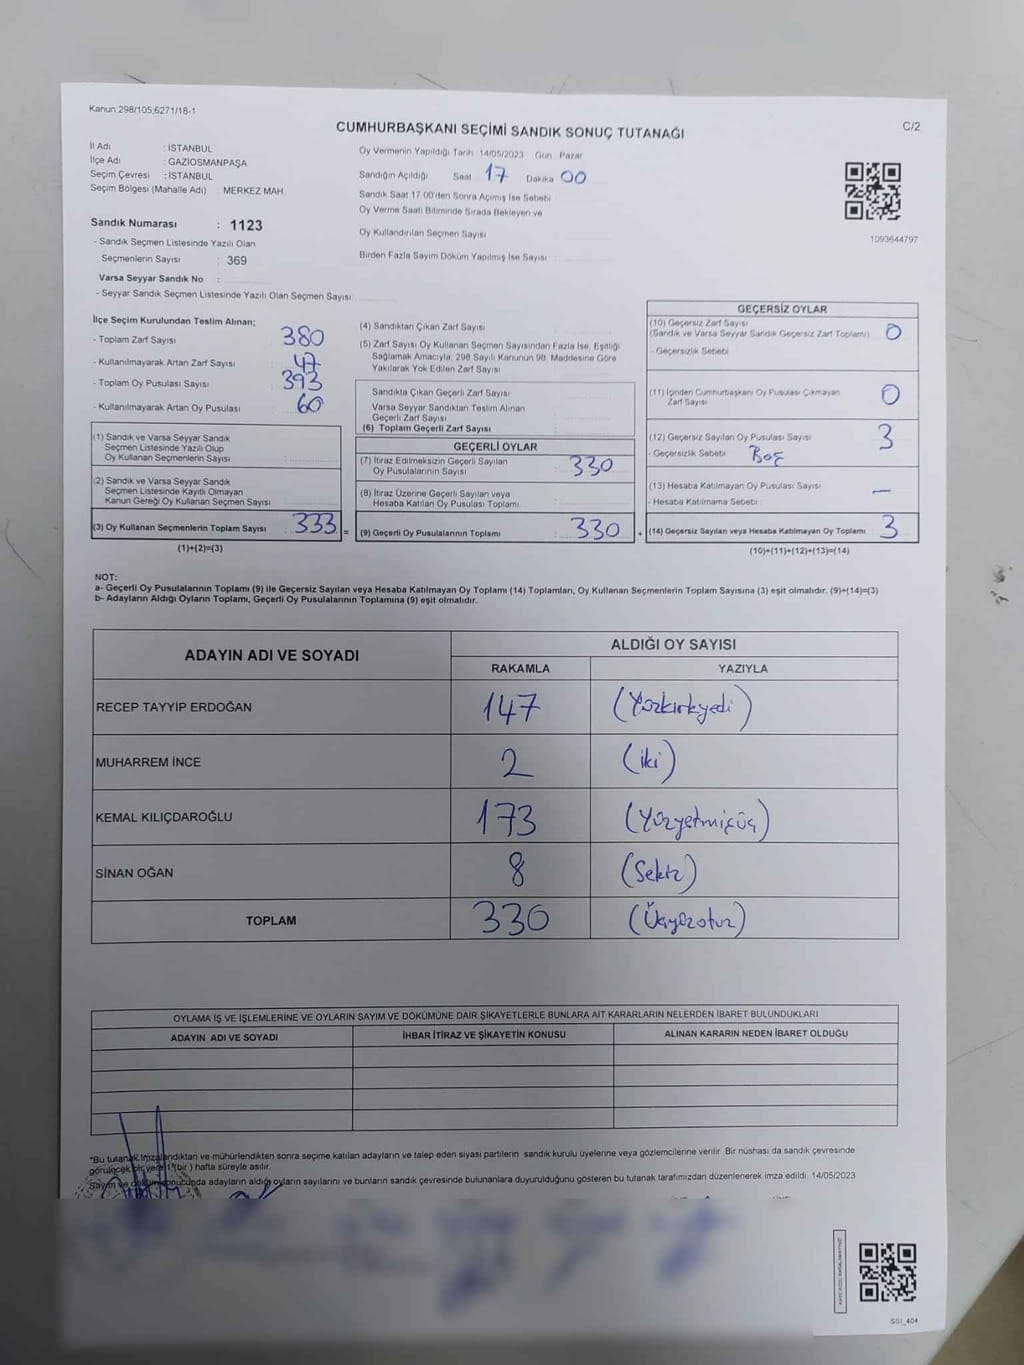 Kanun:298/105;6271/18-1
C/2
CUMHURBAŞKANI SEÇİMİ SANDIK SONUÇ TUTANAĞI
İl Adı : İSTANBUL
İlçe Adı : GAZİOSMANPAŞA
Seçim Çevresi : İSTANBUL
Seçim Bölgesi (Mahalle Adı) : MERKEZ MAH.
Sandık Numarası : 1123
- Sandık Seçmen Listesinde Yazılı Olan
Seçmenlerin Sayısı : 369
Varsa Seyyar Sandık No :
- Seyyar Sandık Seçmen Listesinde Yazılı Olan Seçmen Sayısı
Oy Vermenin Yapıldığı Tarih 14/05/2023 Gün Pazar
Sandığın Açıldığı Saat 17 Dakika 00
Sandık Saat 17:00'den Sonra Açılmış İse Sebebi
Oy Verme Saati Bitiminde Sırada Bekleyen ve
Oy Kullandırılan Seçmen Sayısı
Birden Fazla Sayım Döküm Yapılmış İse Sayısı
1093644797
İlçe Seçim Kurulundan Teslim Alınan;
- Toplam Zarf Sayısı 380
- Kullanılmayarak Artan Zarf Sayısı 47
- Toplam Oy Pusulası Sayısı 393
- Kullanılmayarak Artan Oy Pusulası 60
(1) Sandık ve Varsa Seyyar Sandık
Seçmen Listesinde Yazılı Olup
Oy Kullanan Seçmenlerin Sayısı
(2) Sandık ve Varsa Seyyar Sandık
Seçmen Listesinde Kayıtlı Olmayan
Kanun Gereği Oy Kullanan Seçmen Sayısı
(3) Oy Kullanan Seçmenlerin Toplam Sayısı 333 =
(1)+(2)=(3)
(4) Sandıktan Çıkan Zarf Sayısı
(5) Zarf Sayısı Oy Kullanan Seçmen Sayısından Fazla İse, Eşitliği
Sağlamak Amacıyla, 298 Sayılı Kanunun 98. Maddesine Göre
Yakılarak Yok Edilen Zarf Sayısı
Sandıkta Çıkan Geçerli Zarf Sayısı
Varsa Seyyar Sandıktan Teslim Alınan
Geçerli Zarf Sayısı
(6) Toplam Geçerli Zarf Sayısı
GEÇERLİ OYLAR
(7) İtiraz Edilmeksizin Geçerli Sayılan
Oy Pusulalarının Sayısı 330
(8) İtiraz Üzerine Geçerli Sayılan veya
Hesaba Katılan Oy Pusulası Toplamı
(9) Geçerli Oy Pusulalarının Toplamı 330 +
GEÇERSİZ OYLAR
(10) Geçersiz Zarf Sayısı
(Sandık ve Varsa Seyyar Sandık Geçersiz Zarf Toplamı) 0
- Geçersizlik Sebebi
(11) İçinden Cumhurbaşkanı Oy Pusulası Çıkmayan
Zarf Sayısı 0
(12) Geçersiz Sayılan Oy Pusulası Sayısı 3
- Geçersizlik Sebebi Boş
(13) Hesaba Katılmayan Oy Pusulası Sayısı —
- Hesaba Katılmama Sebebi
(14) Geçersiz Sayılan veya Hesaba Katılmayan Oy Toplamı 3
(10)+(11)+(12)+(13)=(14)
NOT:
a- Geçerli Oy Pusulalarının Toplamı (9) ile Geçersiz Sayılan veya Hesaba Katılmayan Oy Toplamı (14) Toplamları, Oy Kullanan Seçmenlerin Toplam Sayısına (3) eşit olmalıdır. (9)+(14)=(3)
b- Adayların Aldığı Oyların Toplamı, Geçerli Oy Pusulalarının Toplamına (9) eşit olmalıdır.
ADAYIN ADI VE SOYADI
ALDIĞI OY SAYISI
RAKAMLA YAZIYLA
RECEP TAYYİP ERDOĞAN 147 (Yüzkırkyedi)
MUHARREM İNCE 2 (iki)
KEMAL KILIÇDAROĞLU 173 (Yüzyetmişüç)
SİNAN OĞAN 8 (Sekiz)
TOPLAM 330 (Üçyüzotuz)
OYLAMA İŞ VE İŞLEMLERİNE VE OYLARIN SAYIM VE DÖKÜMÜNE DAİR ŞİKAYETLERLE BUNLARA AİT KARARLARIN NELERDEN İBARET BULUNDUKLARI
ADAYIN ADI VE SOYADI İHBAR İTİRAZ VE ŞİKAYETİN KONUSU ALINAN KARARIN NEDEN İBARET OLDUĞU
*Bu tutanak imzalandıktan ve mühürlendikten sonra seçime katılan adayların ve talep eden siyasi partilerin sandık kurulu üyelerine veya gözlemcilerine verilir. Bir nüshası da sandık çevresinde
görülecek bir yere 1 (bir) hafta süreyle asılır.
Sayım ve döküm sonucunda adayların aldığı oyların sayılarını ve bunların sandık çevresinde bulunanlara duyurulduğunu gösteren bu tutanak tarafımızdan düzenlenerek imza edildi. 14/05/2023
SSI_404